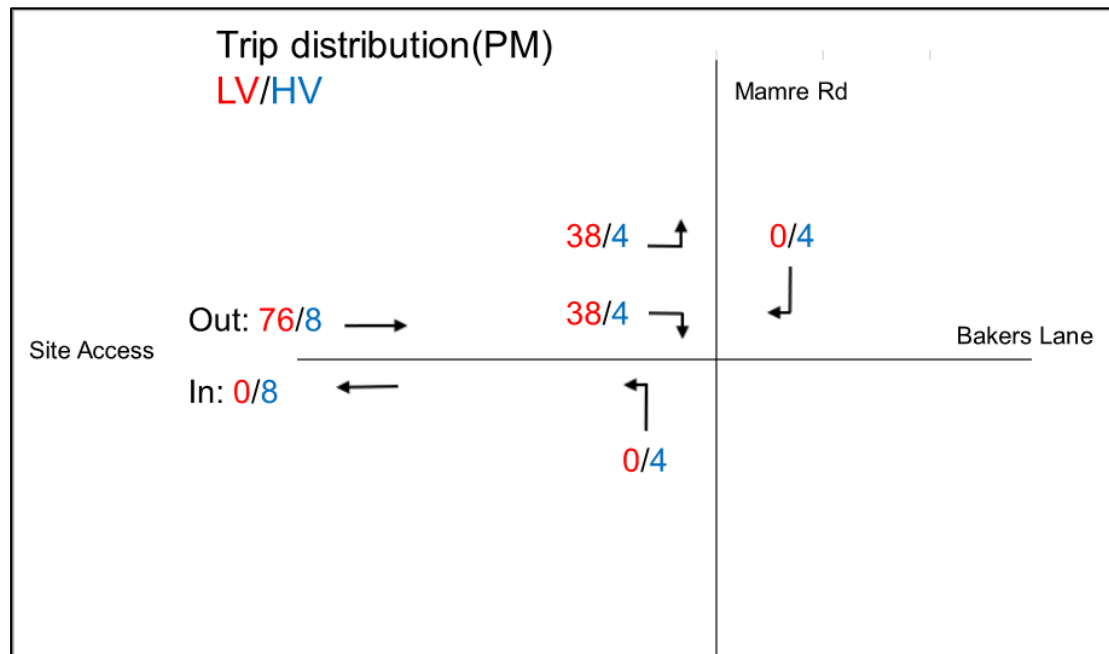 Trip distribution(PM)
LV/HV
Mamre Rd
38/4
0/4
Out: 76/8
38/4
Bakers Lane
Site Access
In: 0/8
0/4